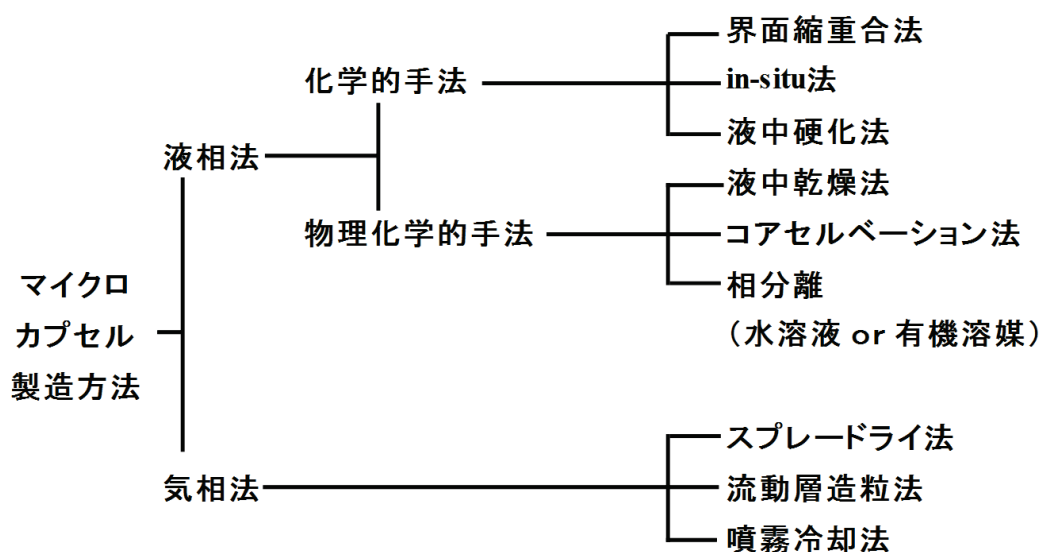 マイクロ
カプセル
製造方法
液相法
化学的手法
界面縮重合法
in-situ法
液中硬化法
物理化学的手法
液中乾燥法
コアセルベーション法
相分離
（水溶液 or 有機溶媒）
気相法
スプレードライ法
流動層造粒法
噴霧冷却法